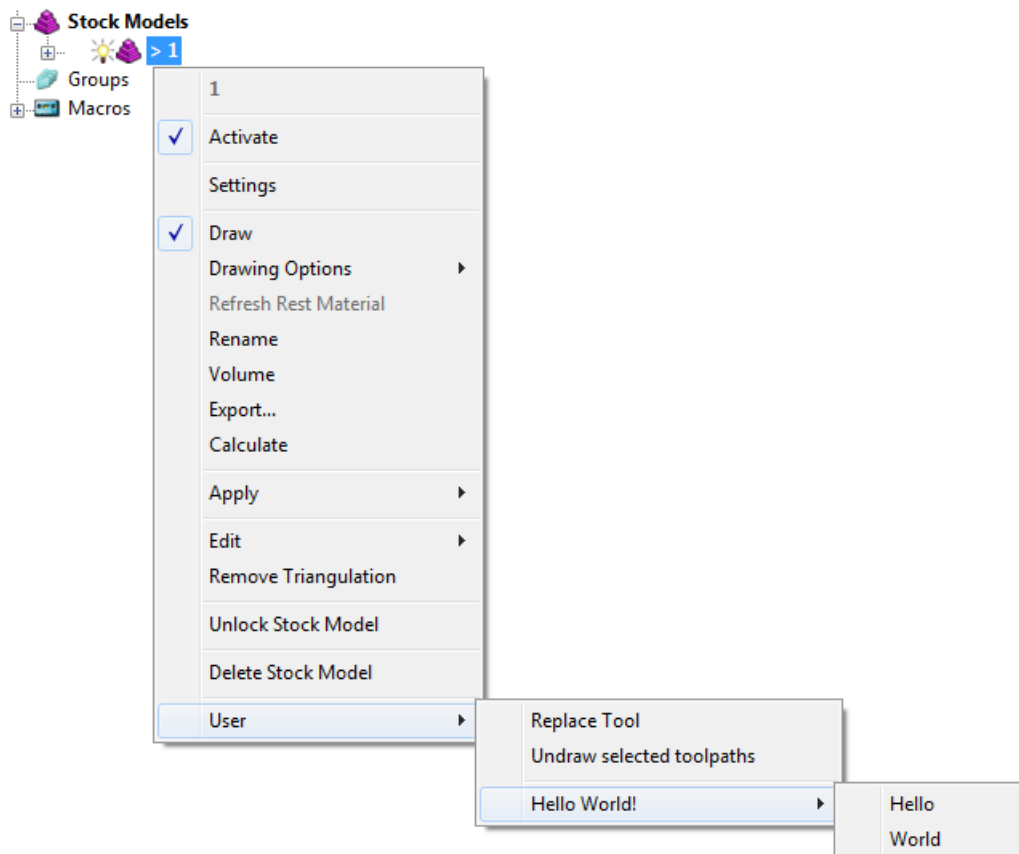 Stock Models
> 1
Groups
Macros
1
Activate
Settings
Draw
Drawing Options
Refresh Rest Material
Rename
Volume
Export...
Calculate
Apply
Edit
Remove Triangulation
Unlock Stock Model
Delete Stock Model
User
Replace Tool
Undraw selected toolpaths
Hello World!
Hello
World